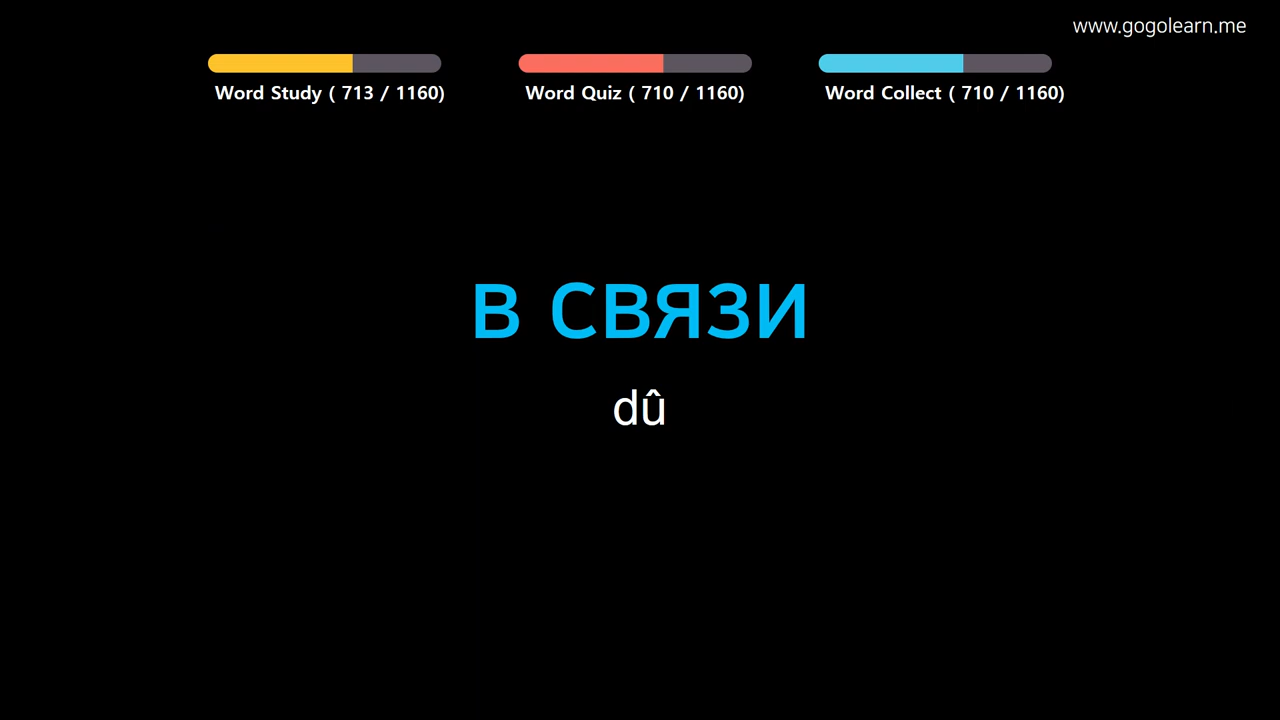 www.gogolearn.me
Word Study ( 713 / 1160)
Word Quiz ( 710 / 1160)
Word Collect ( 710 / 1160)
в связи
dû